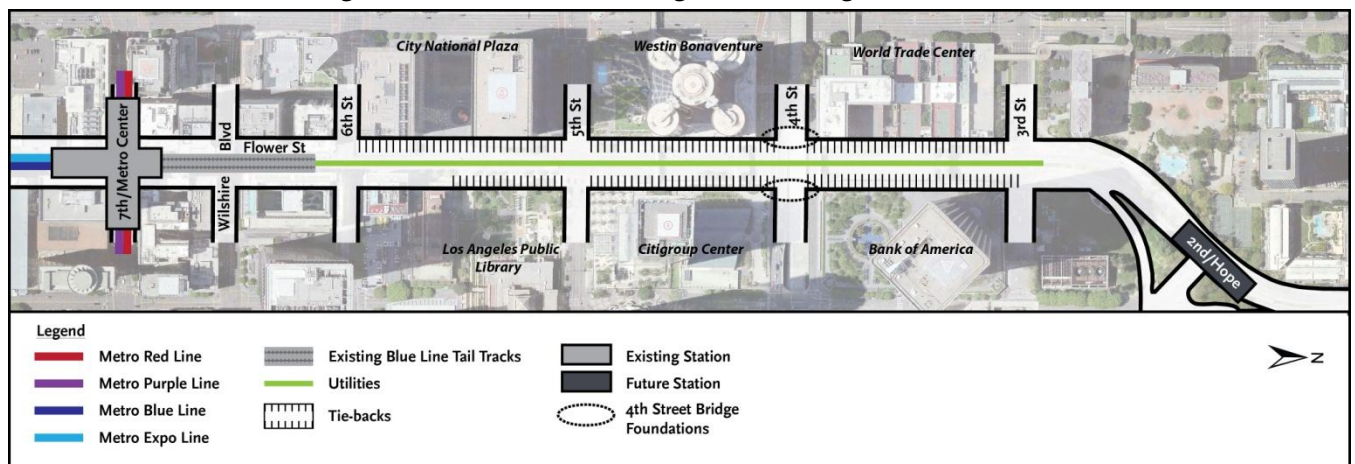 City National Plaza
Westin Bonaventure
World Trade Center
7th/Metro Center
Blvd
Wilshire
Flower St
6th St
5th St
4th St
3rd St
2nd/Hope
Los Angeles Public
Library
Citigroup Center
Bank of America
Legend
Metro Red Line
Metro Purple Line
Metro Blue Line
Metro Expo Line
Existing Blue Line Tail Tracks
Utilities
Tie-backs
Existing Station
Future Station
4th Street Bridge
Foundations
N